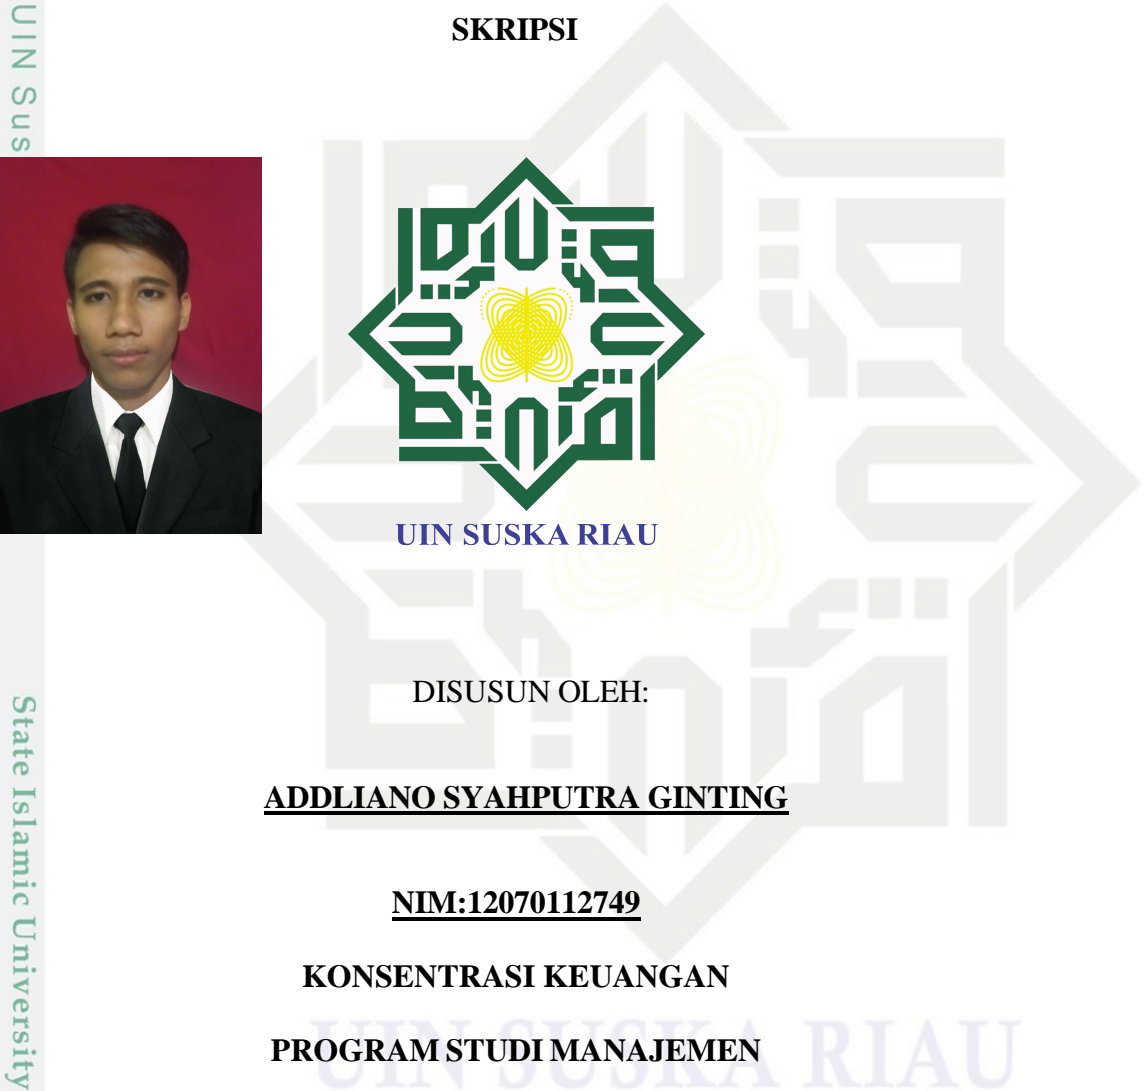 SKRIPSI
UIN Sus
UIN SUSKA RIAU
DISUSUN OLEH:
ADDLIANO SYAHPUTRA GINTING
NIM:12070112749
KONSENTRASI KEUANGAN
PROGRAM STUDI MANAJEMEN
UIN SUSKA RIAU
State Islamic University